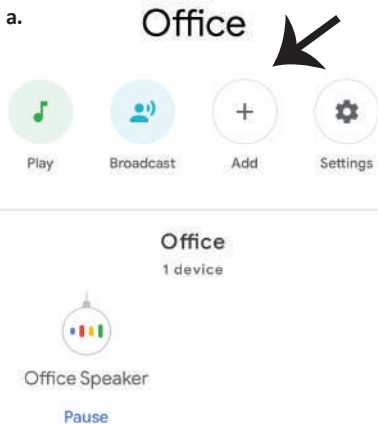 a.
Office
Play Broadcast Add Settings
Office
1 device
Office Speaker
Pause